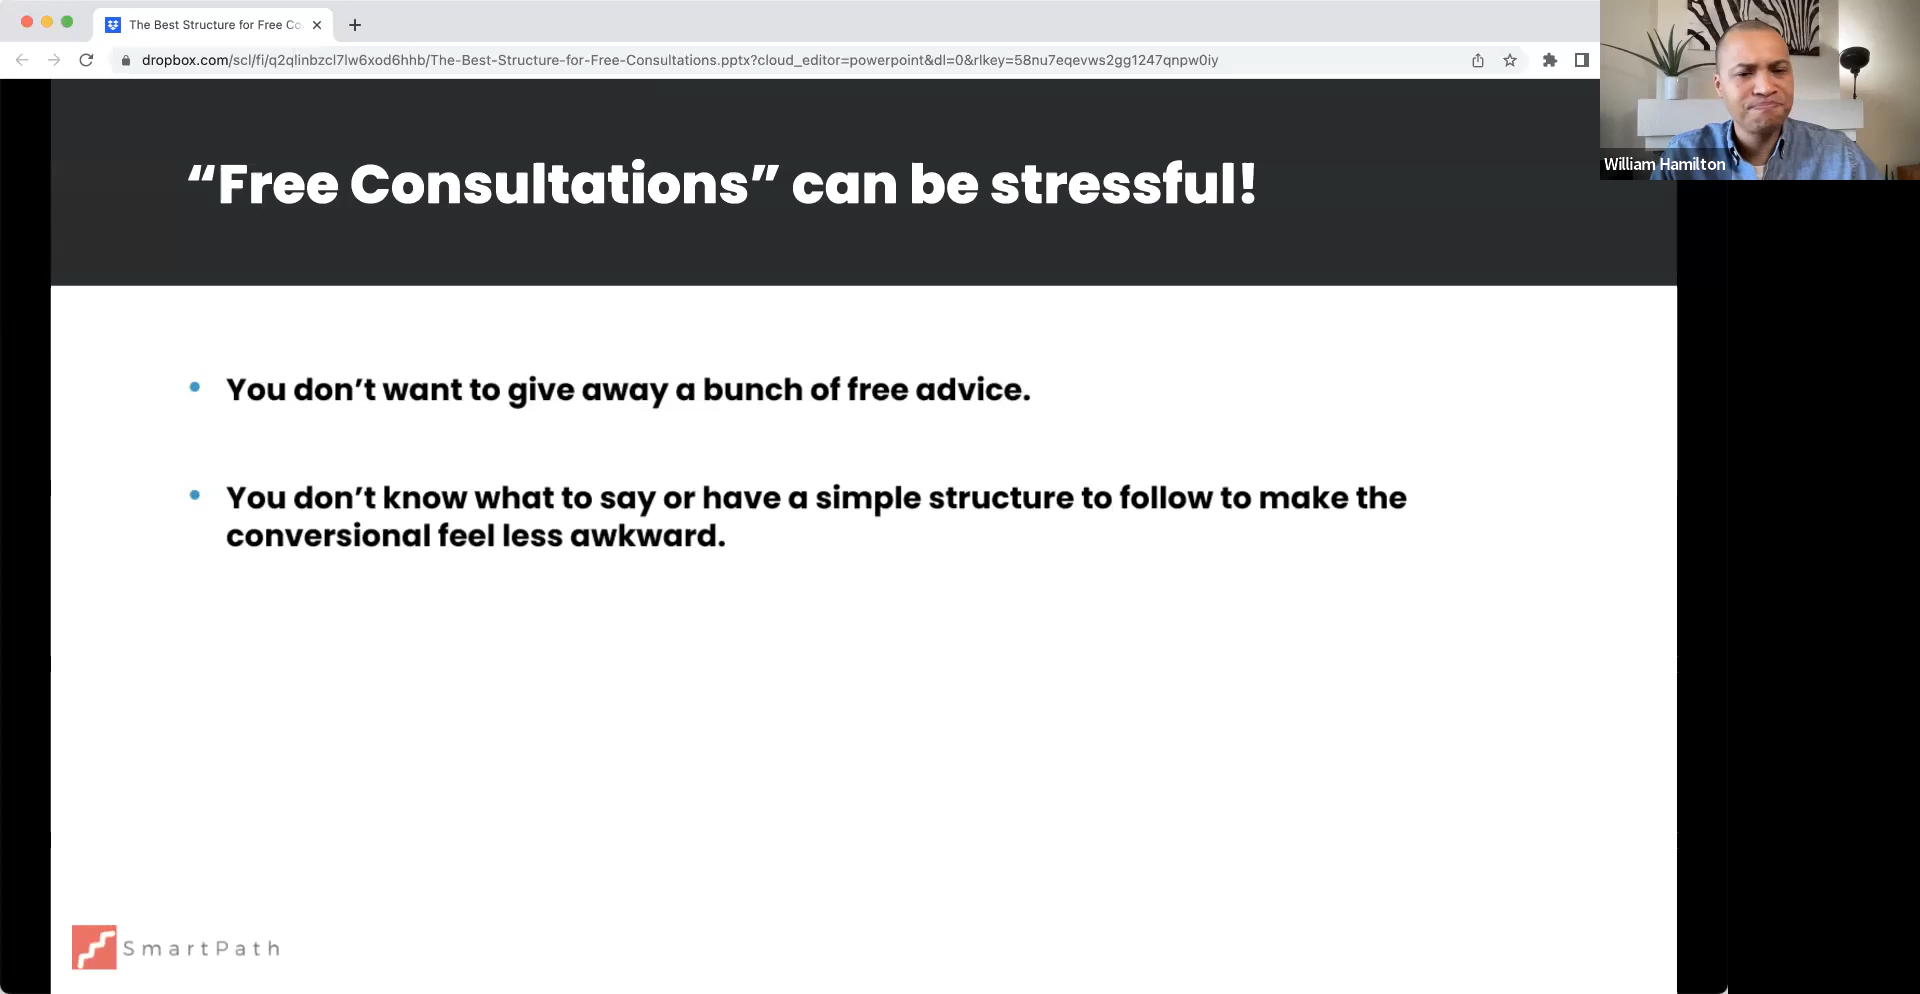 The Best Structure for Free Co
dropbox.com/scl/fi/q2qlinbzcl7lw6xod6hhb/The-Best-Structure-for-Free-Consultations.pptx?cloud_editor=powerpoint&dl=0&rlkey=58nu7eqevws2gg1247qnpw0iy
William Hamilton
“Free Consultations” can be stressful!
• You don’t want to give away a bunch of free advice.
• You don’t know what to say or have a simple structure to follow to make the
conversional feel less awkward.
SmartPath